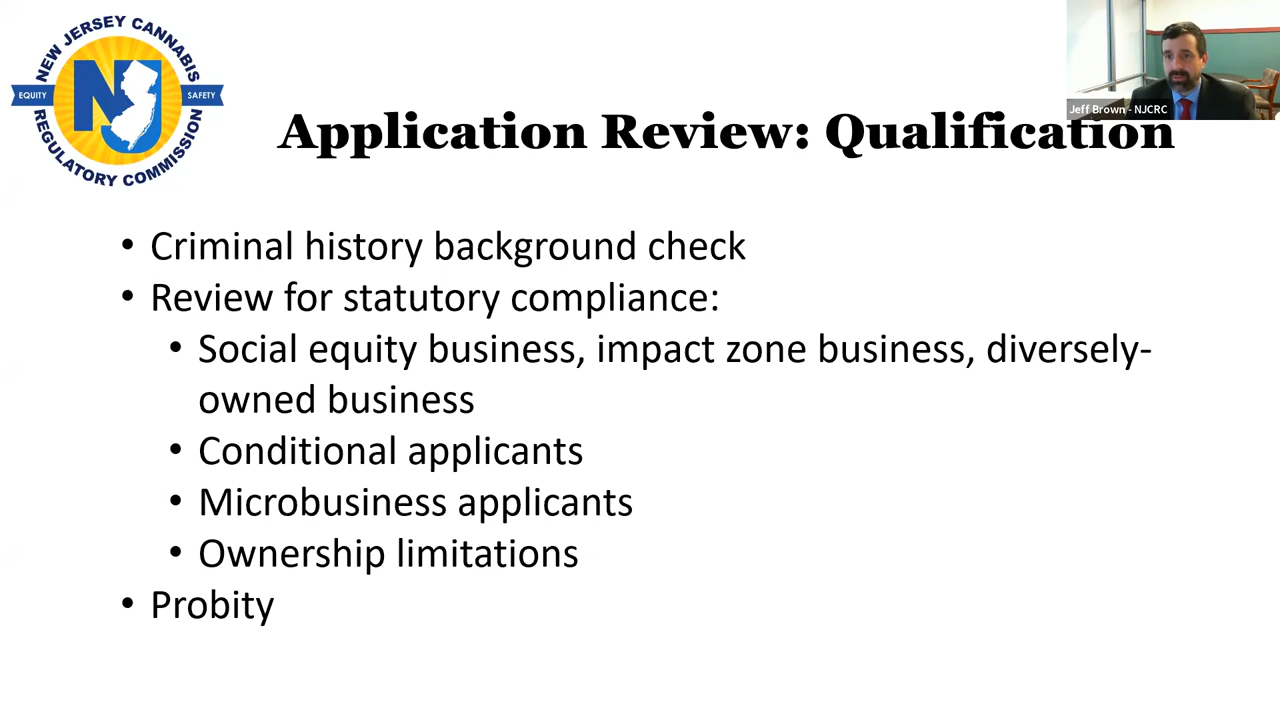 NEW JERSEY CANNABIS
EQUITY
NJ
SAFETY
REGULATORY COMMISSION
Jeff Brown - NJCRC
Application Review: Qualification
• Criminal history background check
• Review for statutory compliance:
• Social equity business, impact zone business, diversely-
owned business
• Conditional applicants
• Microbusiness applicants
• Ownership limitations
• Probity